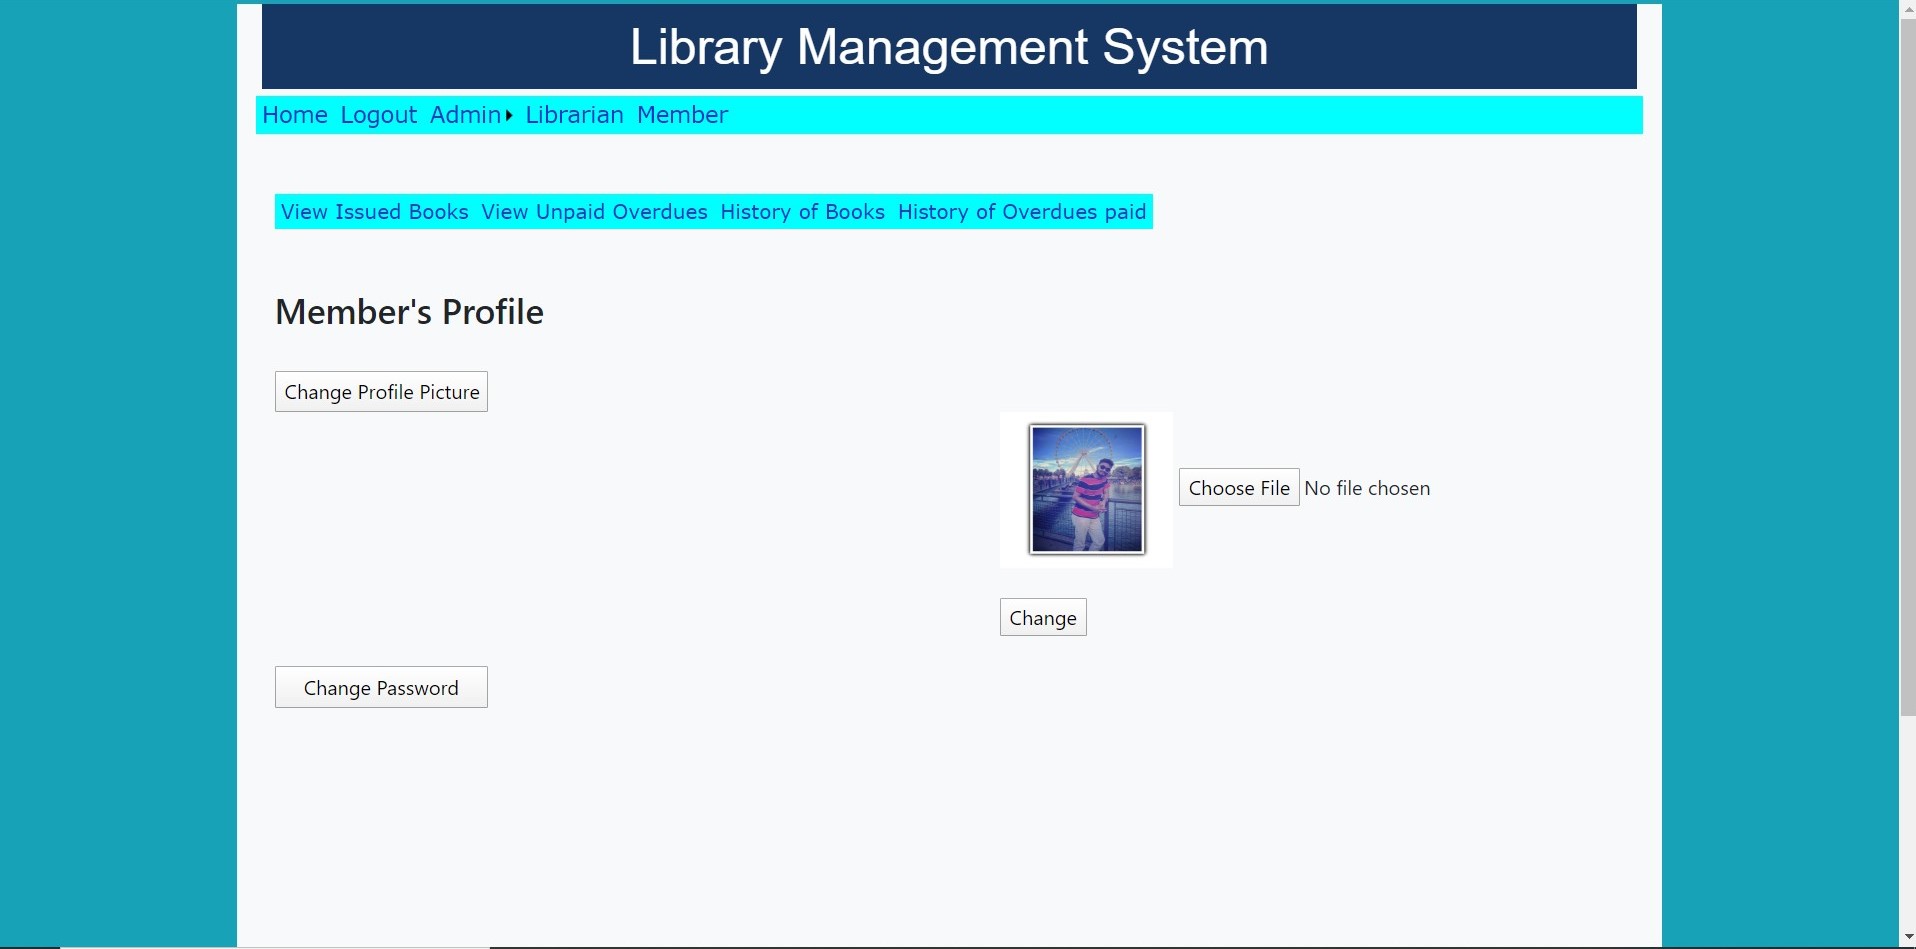 Library Management System
Home Logout Admin Librarian Member
View Issued Books View Unpaid Overdues History of Books History of Overdues paid
Member's Profile
Change Profile Picture
Choose File No file chosen
Change
Change Password